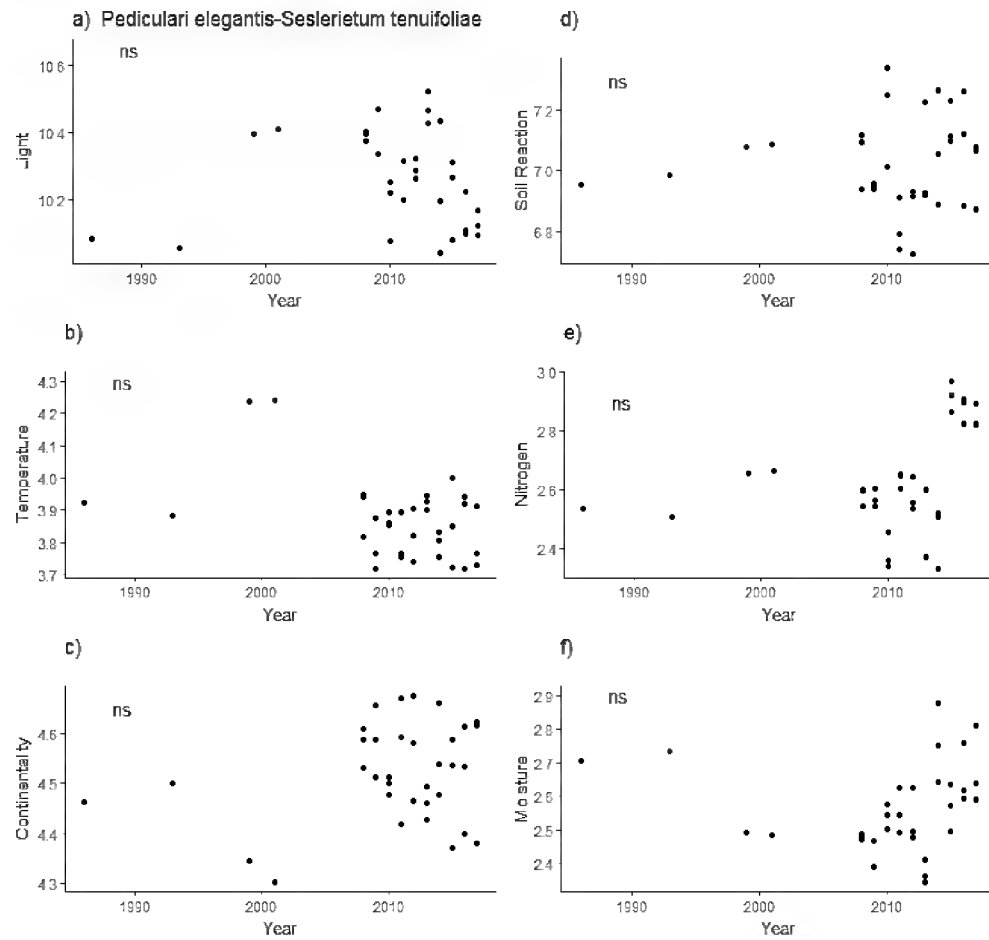 a) Pediculari elegantis-Seslerietum tenuifoliae
ns
10.6
10.4
10.2
Light
1990
2000
2010
Year
b)
ns
4.3
4.2
4.0
3.9
3.8
3.7
Temperature
1990
2000
2010
Year
c)
ns
4.6
4.5
4.4
4.3
Continentality
1990
2000
2010
Year
d)
ns
7.2
7.0
6.8
Soil Reaction
1990
2000
2010
Year
e)
ns
3.0
2.8
2.6
2.4
Nitrogen
1990
2000
2010
Year
f)
ns
2.9
2.8
2.7
2.6
2.5
2.4
Moisture
1990
2000
2010
Year